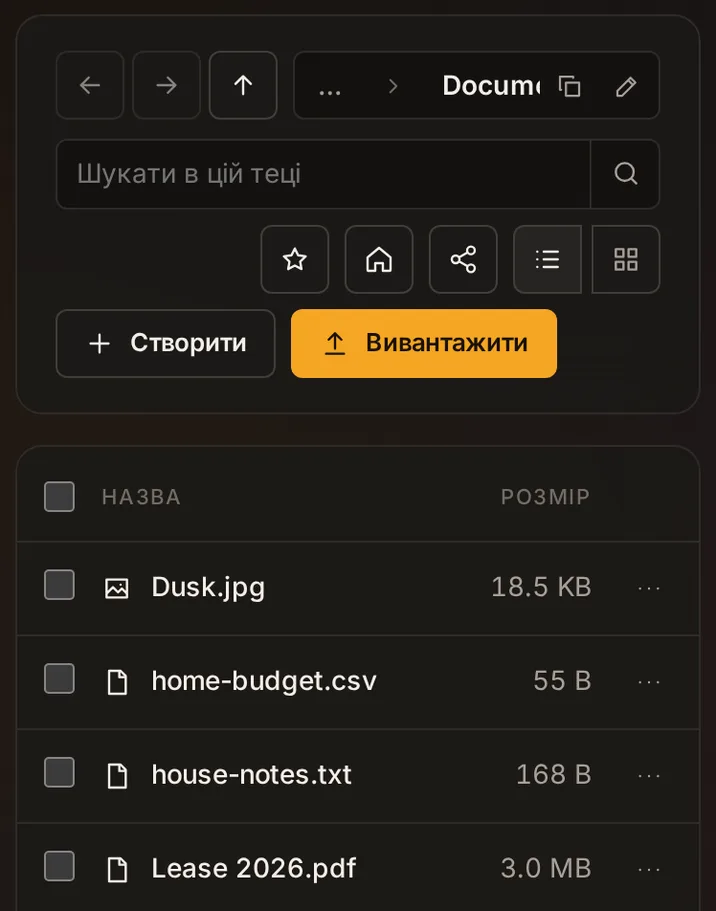 ... > Docum
Шукати в цій теці
Створити Вивантажити
НАЗВА РОЗМІР
Dusk.jpg 18.5 KB ...
home-budget.csv 55 B ...
house-notes.txt 168 B ...
Lease 2026.pdf 3.0 MB ...